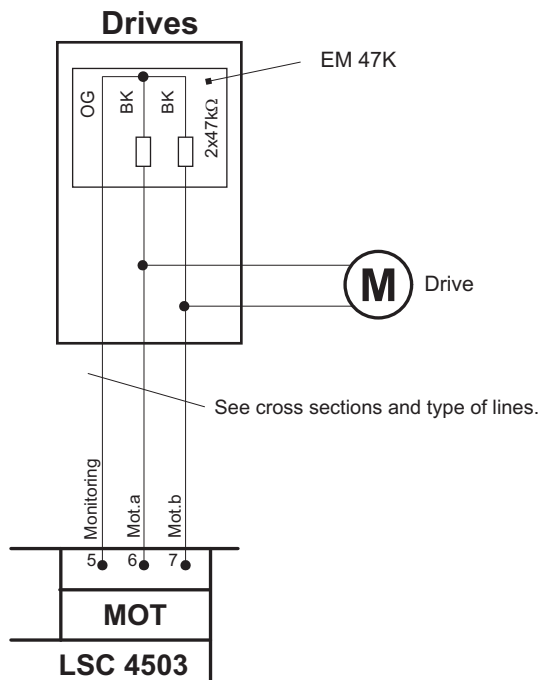 Drives
EM 47K
OG
BK
BK
2x47kΩ
M
Drive
See cross sections and type of lines.
Monitoring
Mot.a
Mot.b
5
6
7
MOT
LSC 4503